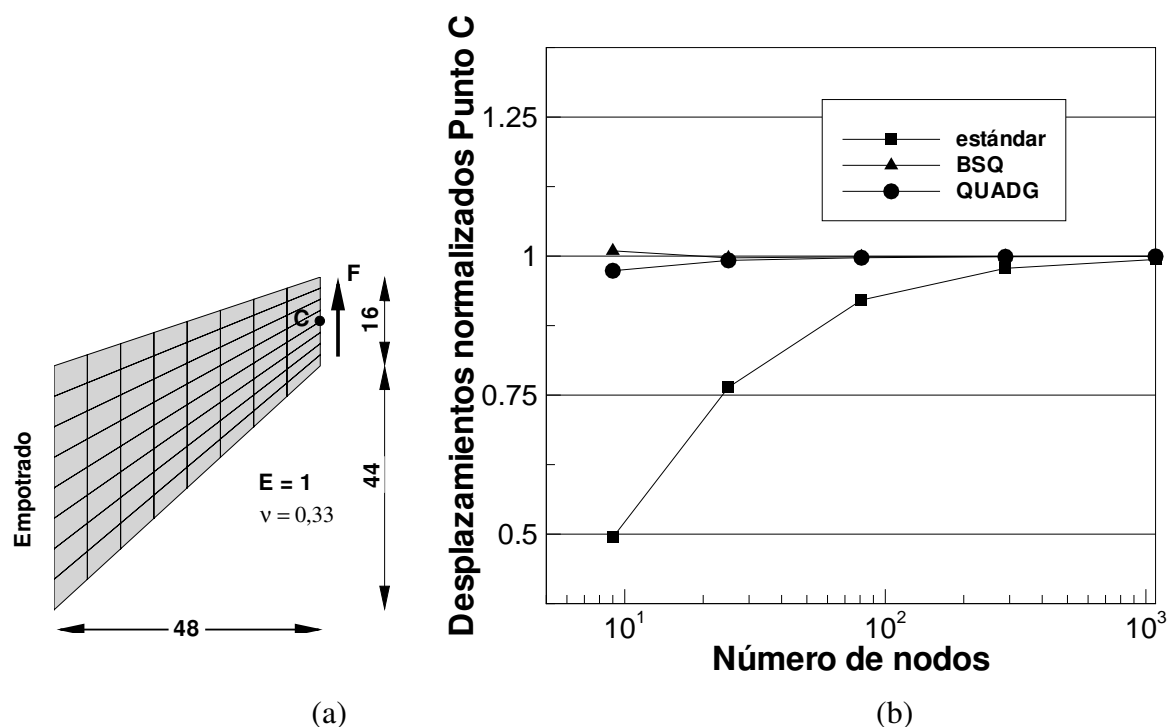 F
C
16
44
Empotrado
E = 1
ν = 0,33
48
(a)
Desplazamientos normalizados Punto C
1.25
1
0.75
0.5
estándar
BSQ
QUADG
10¹ 10² 10³
Número de nodos
(b)